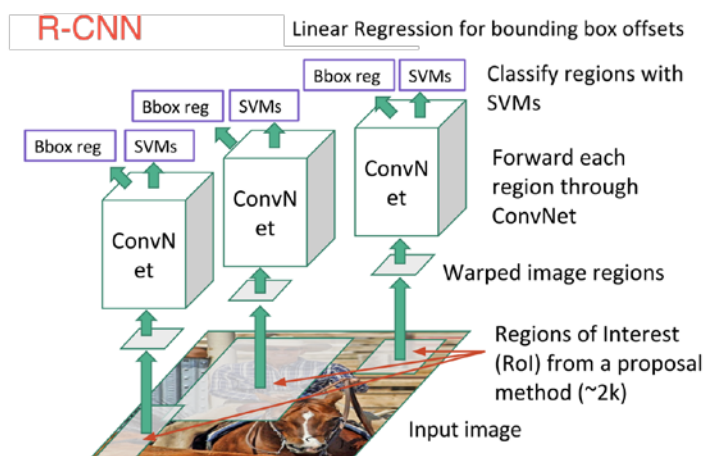 R-CNN
Linear Regression for bounding box offsets
Bbox reg
SVMs
Classify regions with
SVMs
Bbox reg
SVMs
Bbox reg
SVMs
ConvN
et
Forward each
region through
ConvNet
ConvN
et
ConvN
et
Warped image regions
Regions of Interest
(RoI) from a proposal
method (~2k)
Input image